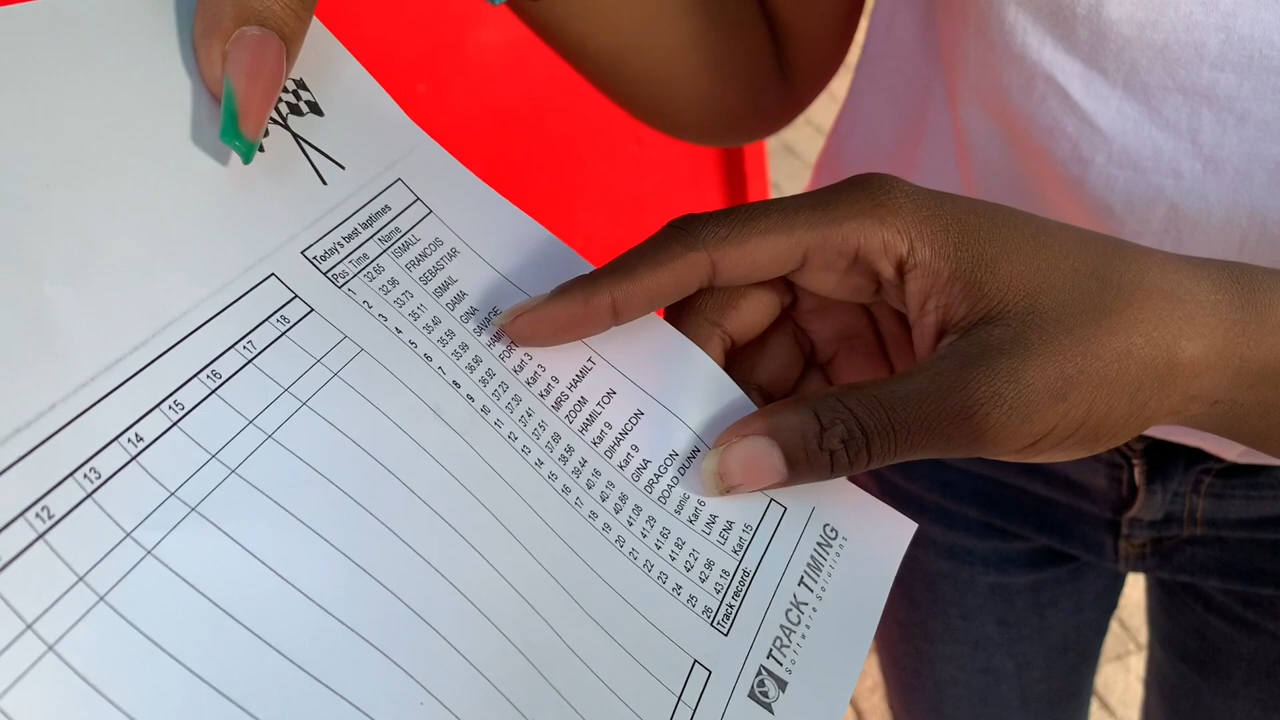 12 13 14 15 16 17 18
Today's best laptimes
Pos Time Name
1 32.65 ISMALL
2 32.96 FRANCOIS
3 33.73 SEBASTIAR
4 35.11 ISMAIL
5 35.40 DAMA
6 35.59 GINA
7 35.99 SAVAGE
8 36.90
9 36.92
10 37.23 Kart 3
11 37.30 Kart 3
12 37.41 Kart 9
13 37.51 MRS HAMILT
14 37.69 ZOOM
15 38.56 HAMILTON
16 39.44 Kart 9
17 40.16 DIHANCDN
18 40.19 Kart 9
19 40.86 GINA
20 41.08 DRAGON
21 41.29 DOAD DUNN
22 41.63 sonic
23 41.82 Kart 6
24 42.21 LINA
25 42.96 LENA
26 43.18 Kart 15
Track record:
TRACK TIMING
Software Solutions